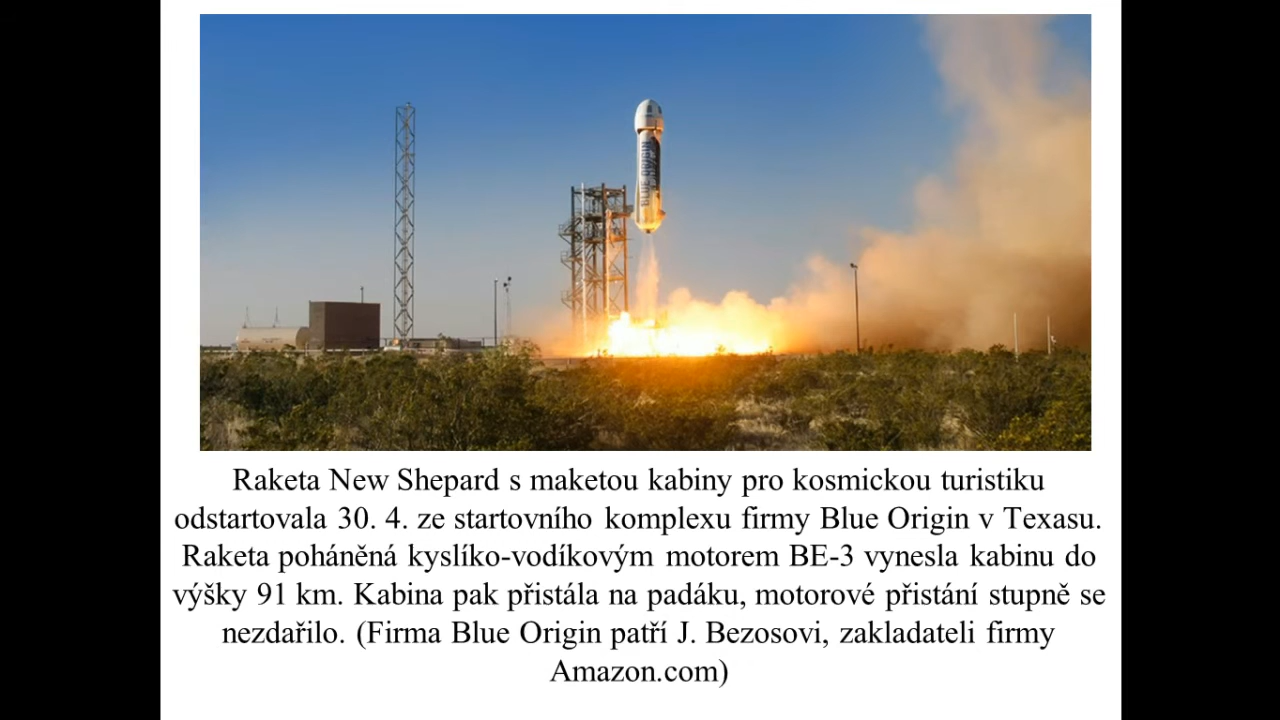 BLUE ORIGIN
Raketa New Shepard s maketou kabiny pro kosmickou turistiku
odstartovala 30. 4. ze startovního komplexu firmy Blue Origin v Texasu.
Raketa poháněná kyslíko-vodíkovým motorem BE-3 vynesla kabinu do
výšky 91 km. Kabina pak přistála na padáku, motorové přistání stupně se
nezdařilo. (Firma Blue Origin patří J. Bezosovi, zakladateli firmy
Amazon.com)